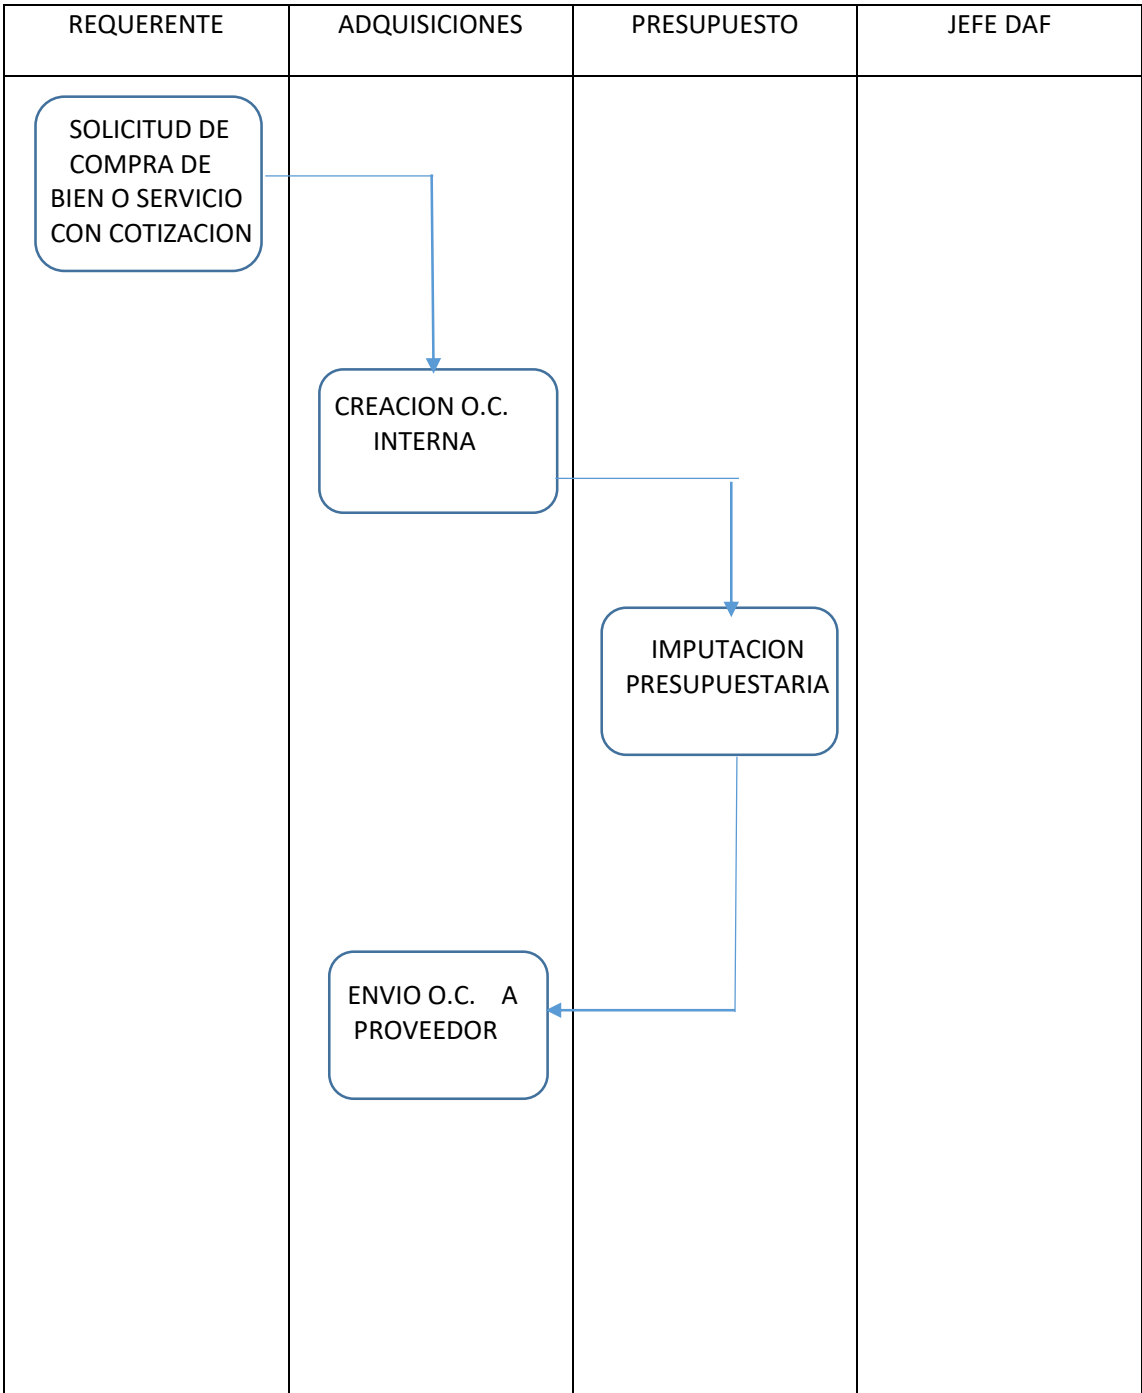 REQUERENTE
ADQUISICIONES
PRESUPUESTO
JEFE DAF
SOLICITUD DE
COMPRA DE
BIEN O SERVICIO
CON COTIZACION
CREACION O.C.
INTERNA
IMPUTACION
PRESUPUESTARIA
ENVIO O.C. A
PROVEEDOR